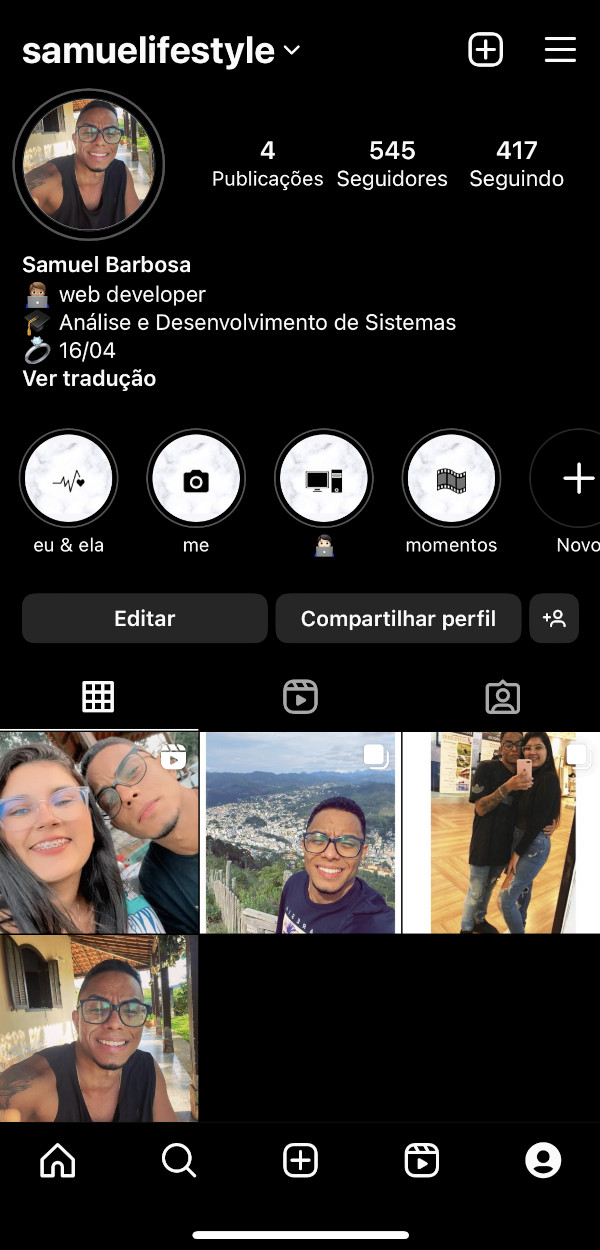 samuelifestyle
4 545 417
Publicações Seguidores Seguindo
Samuel Barbosa
web developer
Análise e Desenvolvimento de Sistemas
16/04
Ver tradução
eu & ela me momentos Novo
Editar Compartilhar perfil